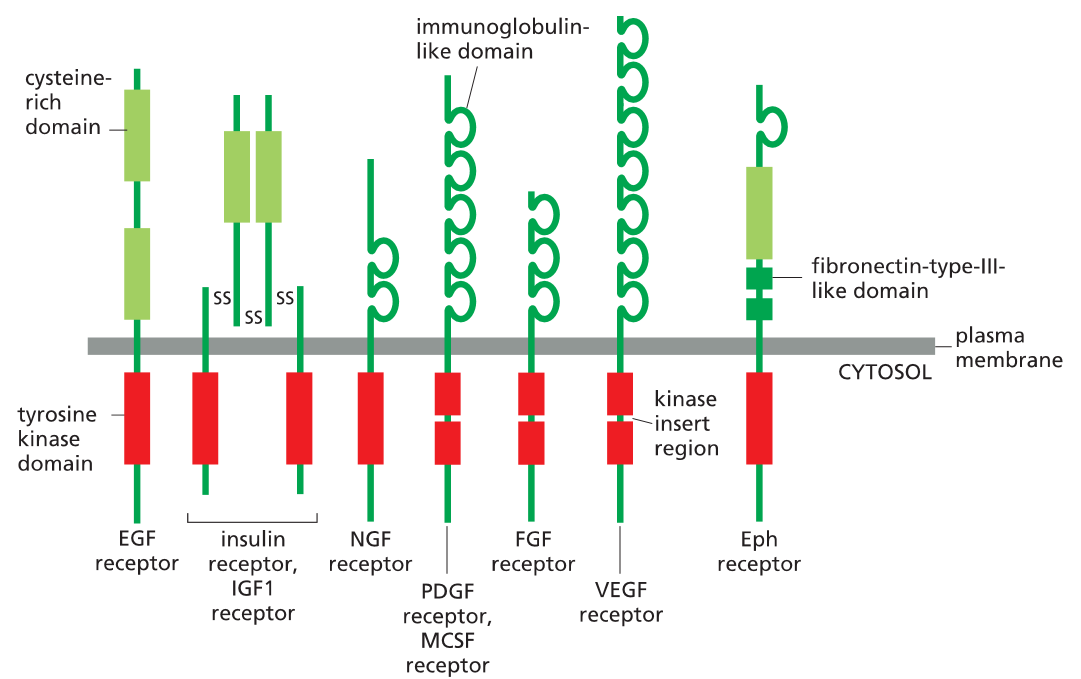 immunoglobulin-
like domain
cysteine-
rich
domain
fibronectin-type-III-
like domain
SS
SS
SS
plasma
membrane
CYTOSOL
tyrosine
kinase
domain
kinase
insert
region
EGF
receptor
insulin
receptor,
IGF1
receptor
NGF
receptor
PDGF
receptor,
MCSF
receptor
FGF
receptor
VEGF
receptor
Eph
receptor